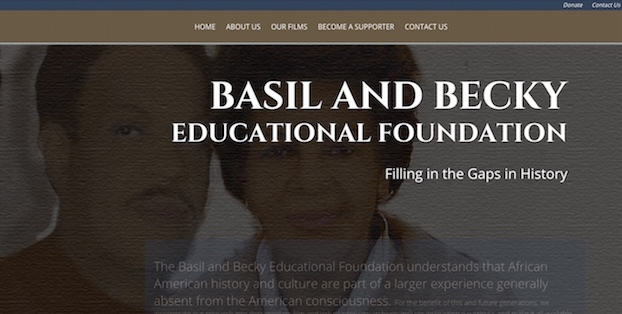 Donate Contact Us
HOME ABOUT US OUR FILMS BECOME A SUPPORTER CONTACT US
BASIL AND BECKY
EDUCATIONAL FOUNDATION
Filling in the Gaps in History
The Basil and Becky Educational Foundation understands that African
American history and culture are part of a larger experience generally
absent from the American consciousness. For the benefit of this and future generations, we